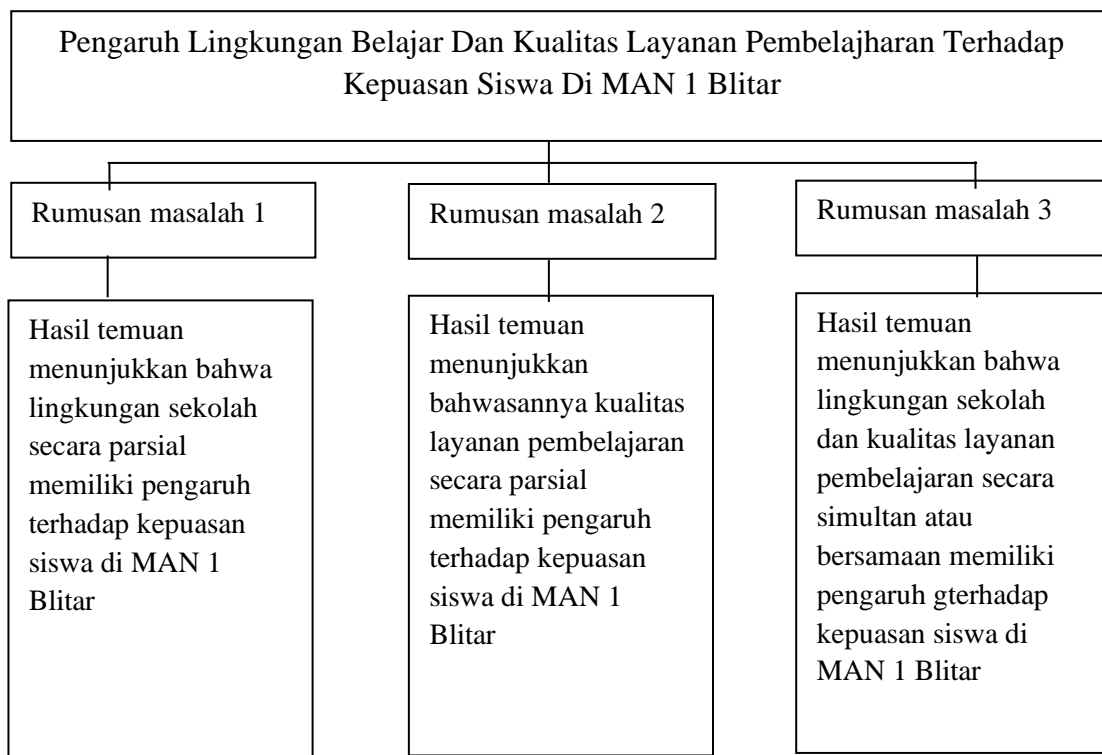 Pengaruh Lingkungan Belajar Dan Kualitas Layanan Pembelajharan Terhadap
Kepuasan Siswa Di MAN 1 Blitar
Rumusan masalah 1
Rumusan masalah 2
Rumusan masalah 3
Hasil temuan
menunjukkan bahwa
lingkungan sekolah
secara parsial
memiliki pengaruh
terhadap kepuasan
siswa di MAN 1
Blitar
Hasil temuan
menunjukkan
bahwasannya kualitas
layanan pembelajaran
secara parsial
memiliki pengaruh
terhadap kepuasan
siswa di MAN 1
Blitar
Hasil temuan
menunjukkan bahwa
lingkungan sekolah
dan kualitas layanan
pembelajaran secara
simultan atau
bersamaan memiliki
pengaruh gterhadap
kepuasan siswa di
MAN 1 Blitar